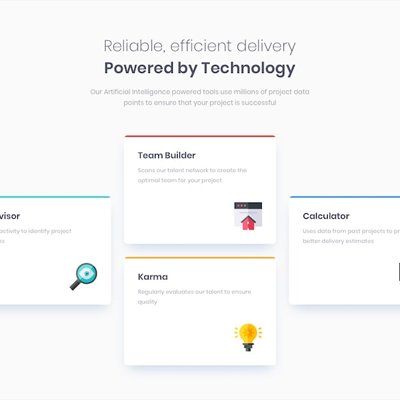 Reliable, efficient delivery
Powered by Technology
Our Artificial Intelligence powered tools use millions of project data
points to ensure that your project is successful
Team Builder
Scans our talent network to create the
optimal team for your project
visor
activity to identify project
Calculator
Uses data from past projects to pr
better delivery estimates
Karma
Regularly evaluates our talent to ensure
quality